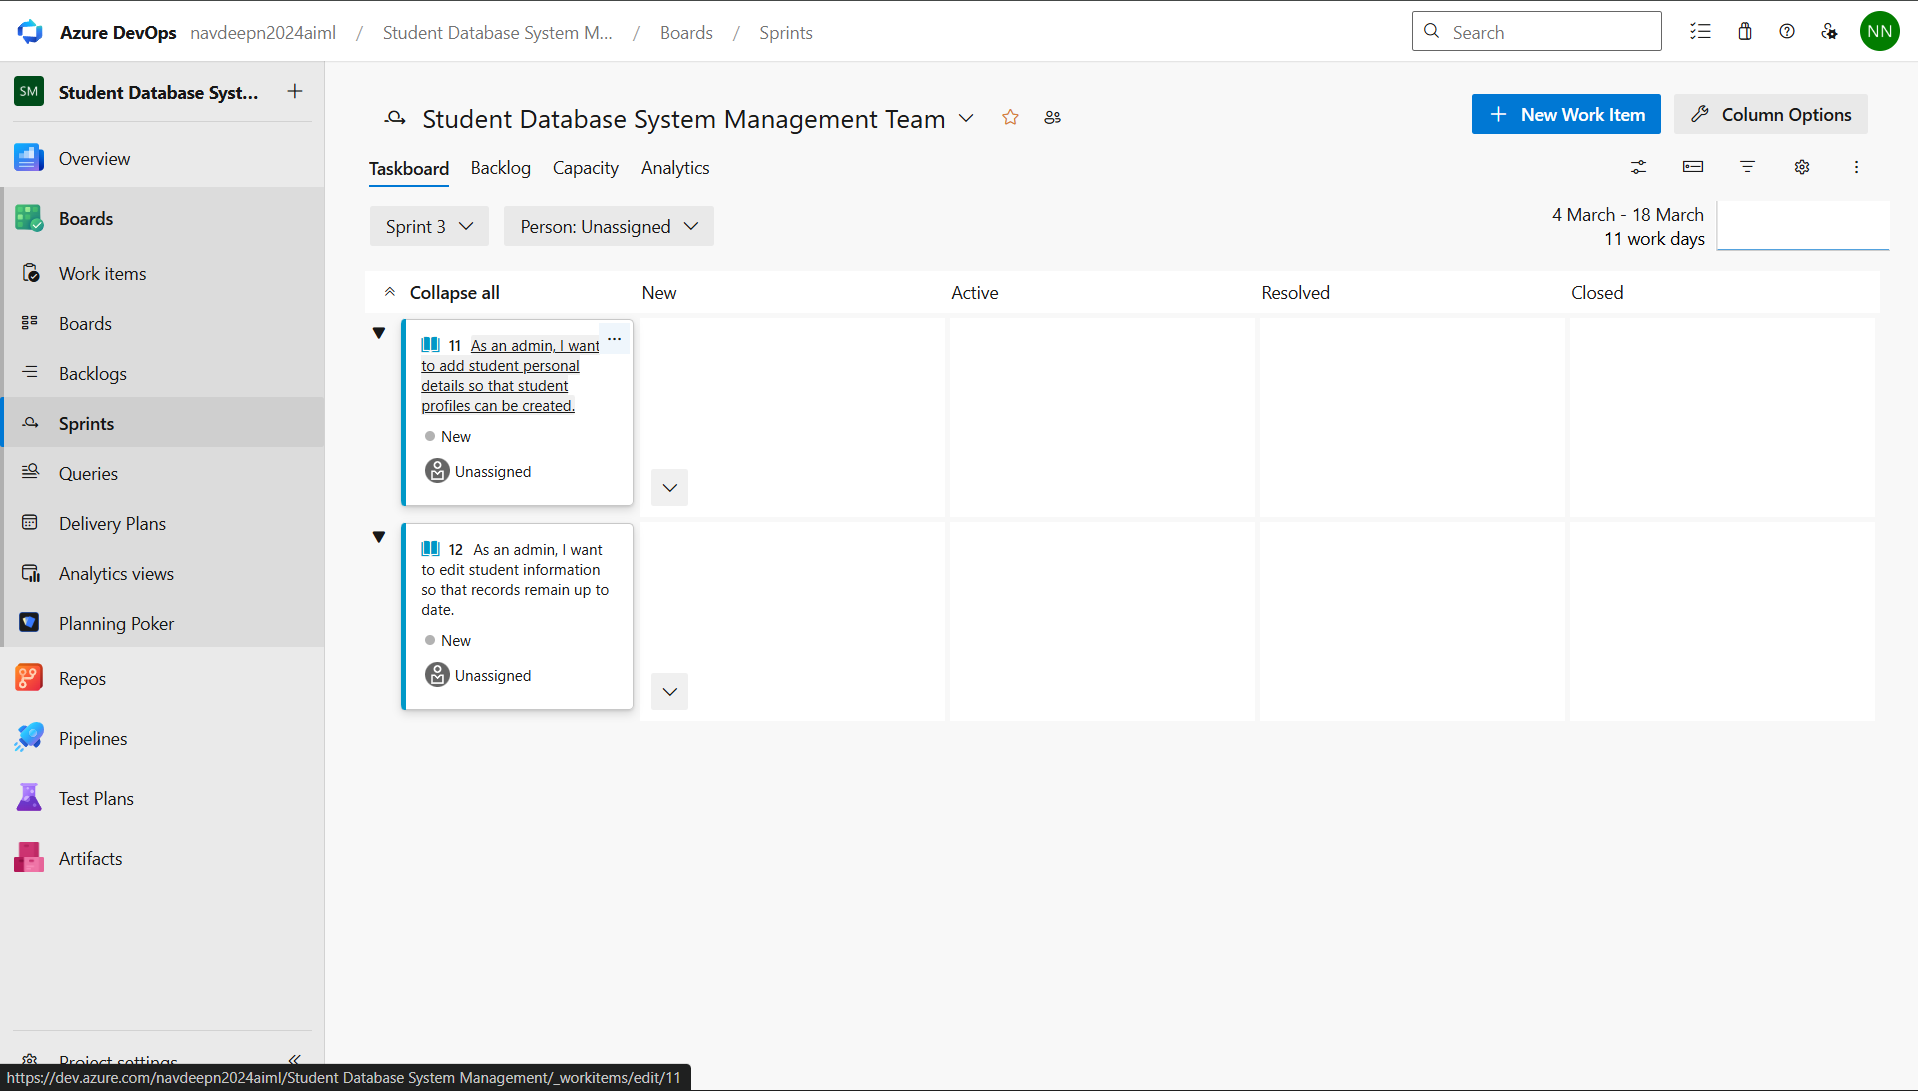 Azure DevOps navdeepn2024aiml / Student Database System M... / Boards / Sprints
Search
NN
SM Student Database Syst...
Overview
Boards
Work items
Boards
Backlogs
Sprints
Queries
Delivery Plans
Analytics views
Planning Poker
Repos
Pipelines
Test Plans
Artifacts
Project settings
Student Database System Management Team
New Work Item
Column Options
Taskboard Backlog Capacity Analytics
Sprint 3
Person: Unassigned
4 March - 18 March
11 work days
Collapse all New Active Resolved Closed
11 As an admin, I want
to add student personal
details so that student
profiles can be created.
New
Unassigned
12 As an admin, I want
to edit student information
so that records remain up to
date.
New
Unassigned
https://dev.azure.com/navdeepn2024aiml/Student Database System Management/_workitems/edit/11